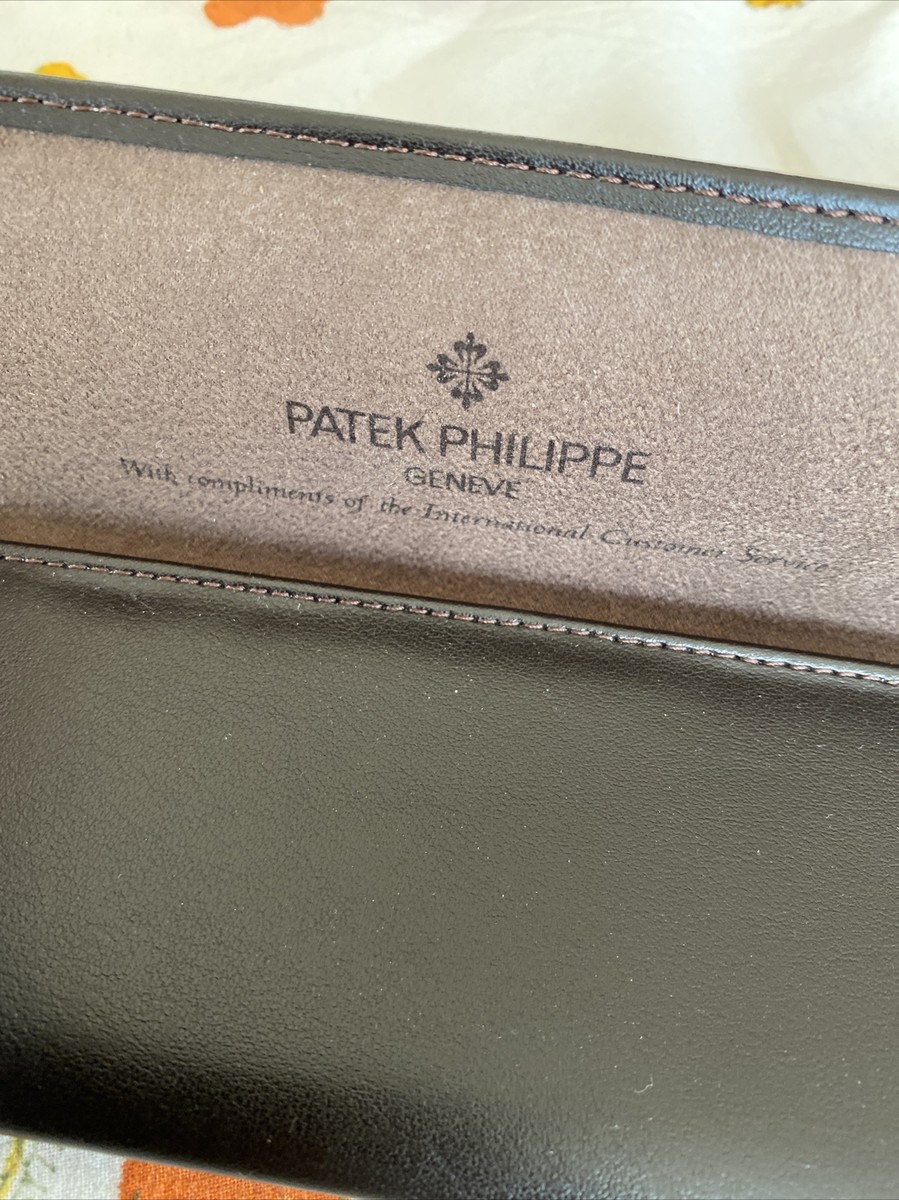 PATEK PHILIPPE
GENEVE
With compliments of the International Customer Service